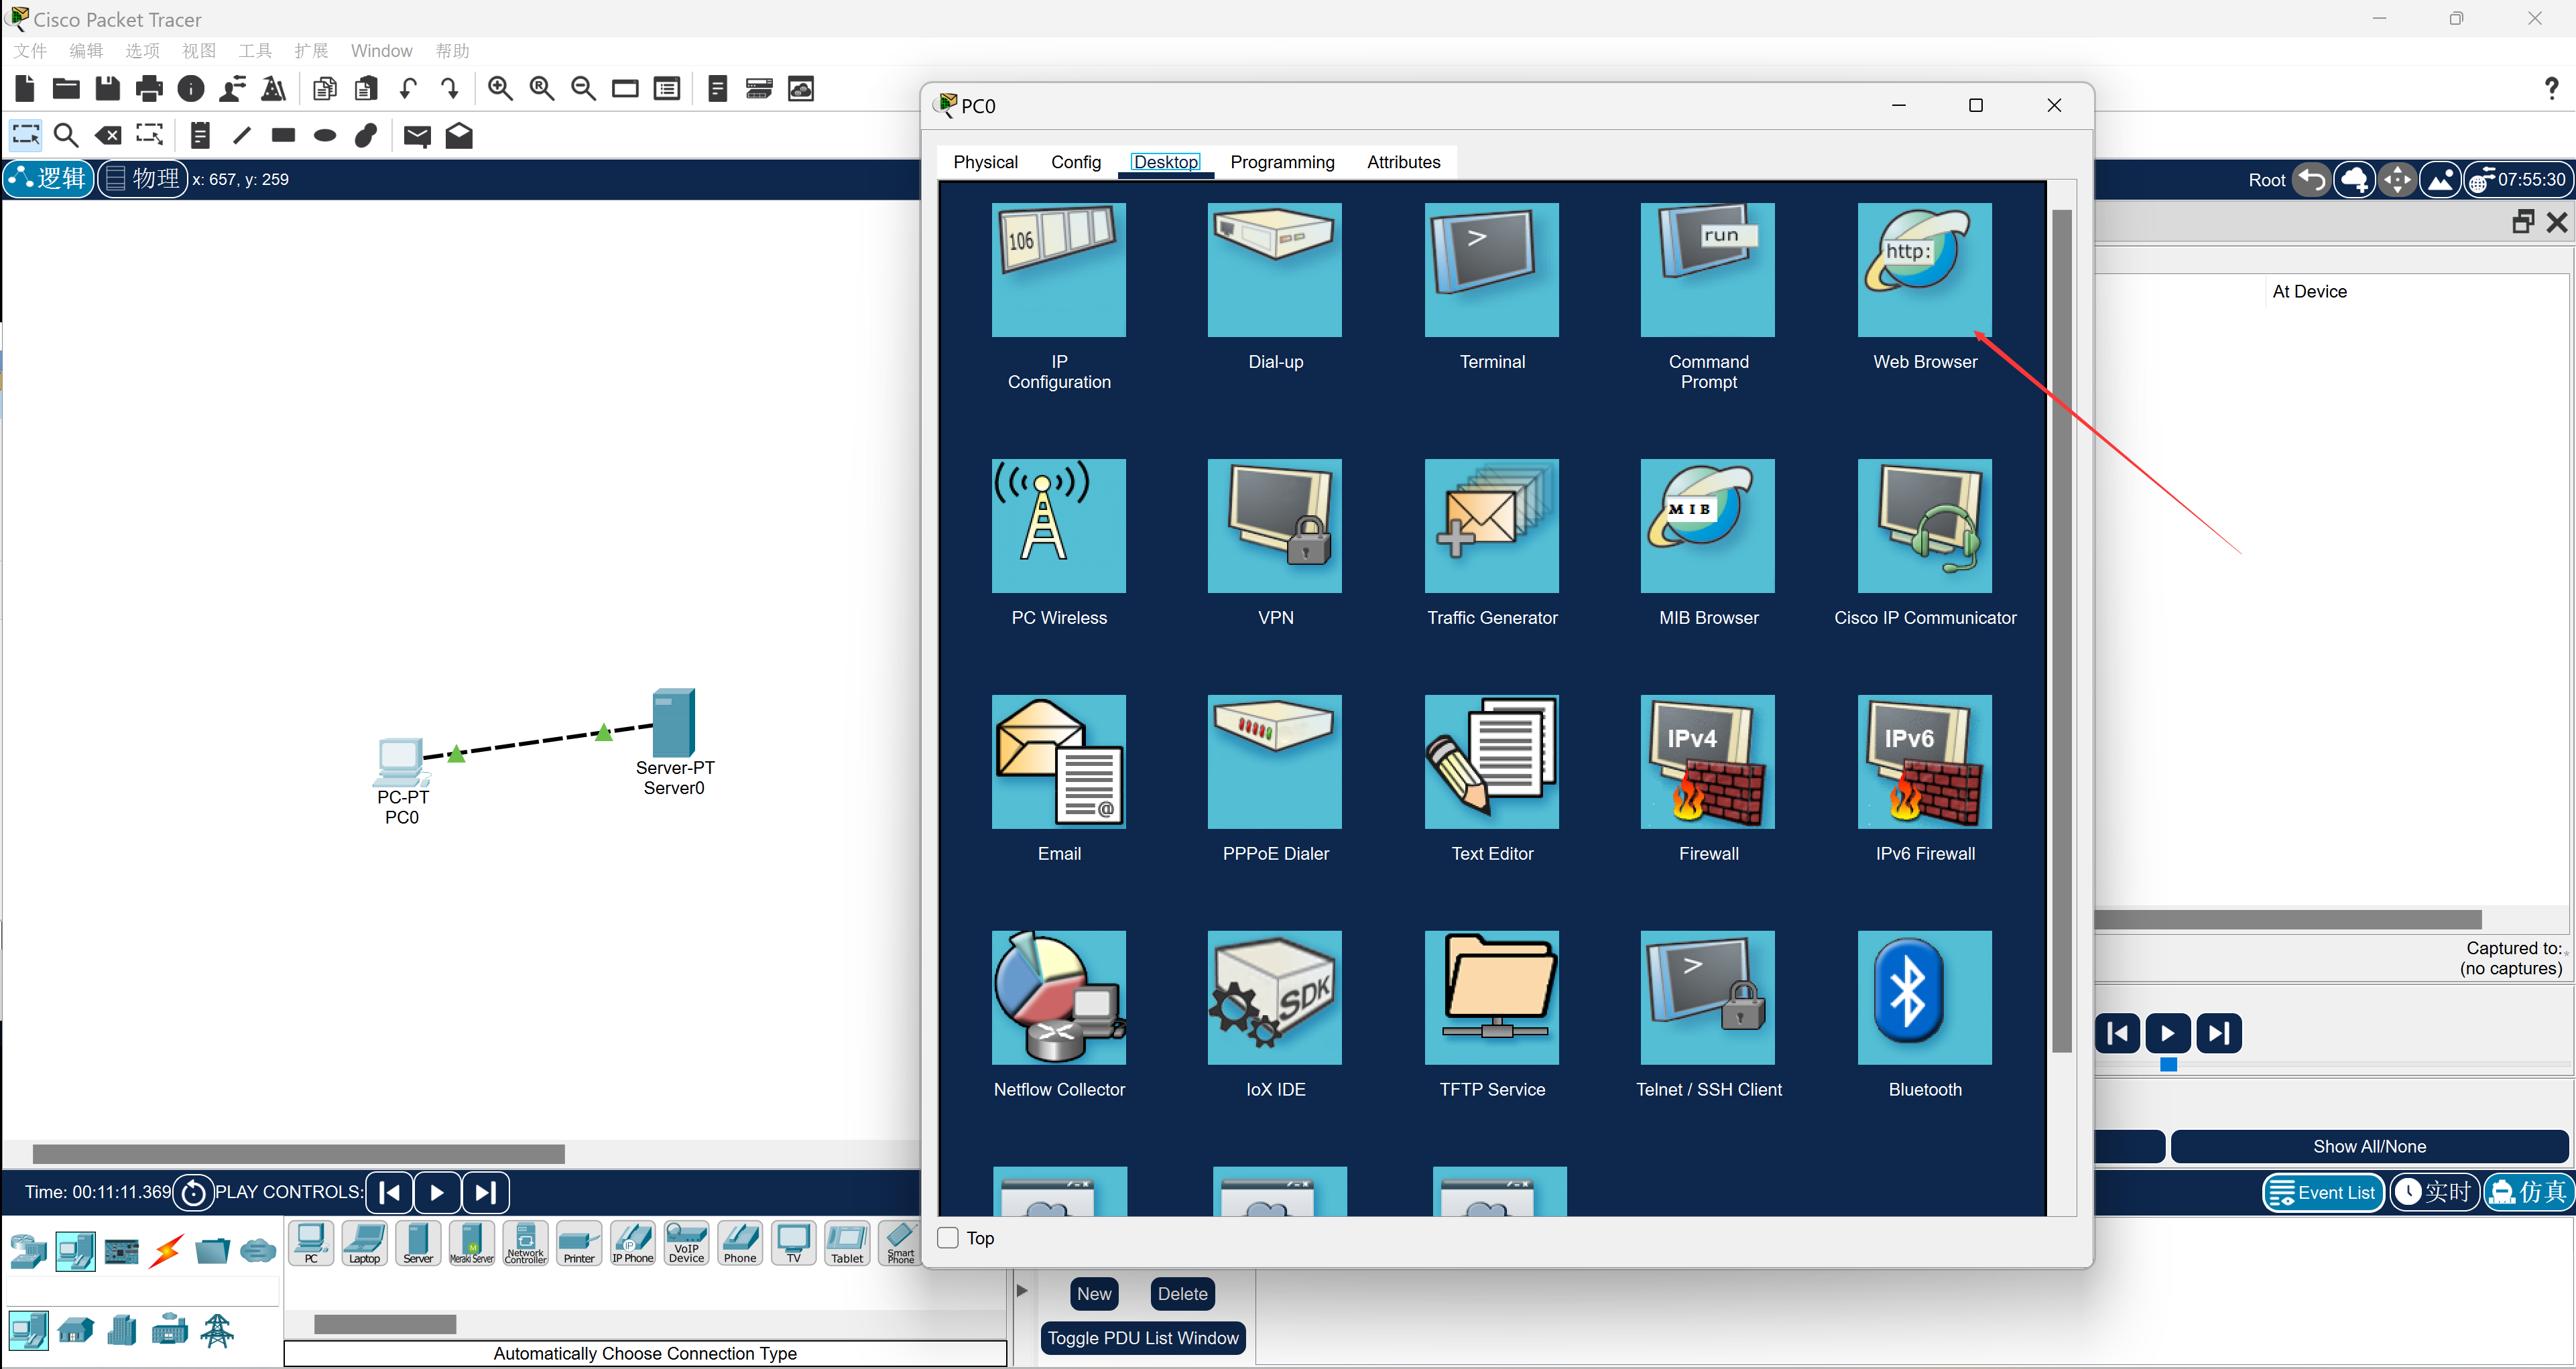 Cisco Packet Tracer
文件 编辑 选项 视图 工具 扩展 Window 帮助
逻辑 物理 x: 657, y: 259
Root 07:55:30
PC0
Physical Config Desktop Programming Attributes
106
>
run
http:
IP Configuration
Dial-up
Terminal
Command Prompt
Web Browser
MIB
PC Wireless
VPN
Traffic Generator
MIB Browser
Cisco IP Communicator
@
IPv4
IPv6
Email
PPPoE Dialer
Text Editor
Firewall
IPv6 Firewall
SDK
>
Netflow Collector
IoX IDE
TFTP Service
Telnet / SSH Client
Bluetooth
Top
At Device
Captured to:
(no captures)
Show All/None
PC-PT
PC0
Server-PT
Server0
Time: 00:11:11.369 PLAY CONTROLS:
Event List 实时 仿真
PC
Laptop
Server
Meraki Server
Network Controller
Printer
IP Phone
VoIP Device
Phone
TV
Tablet
Smart Phone
New Delete
Toggle PDU List Window
Automatically Choose Connection Type